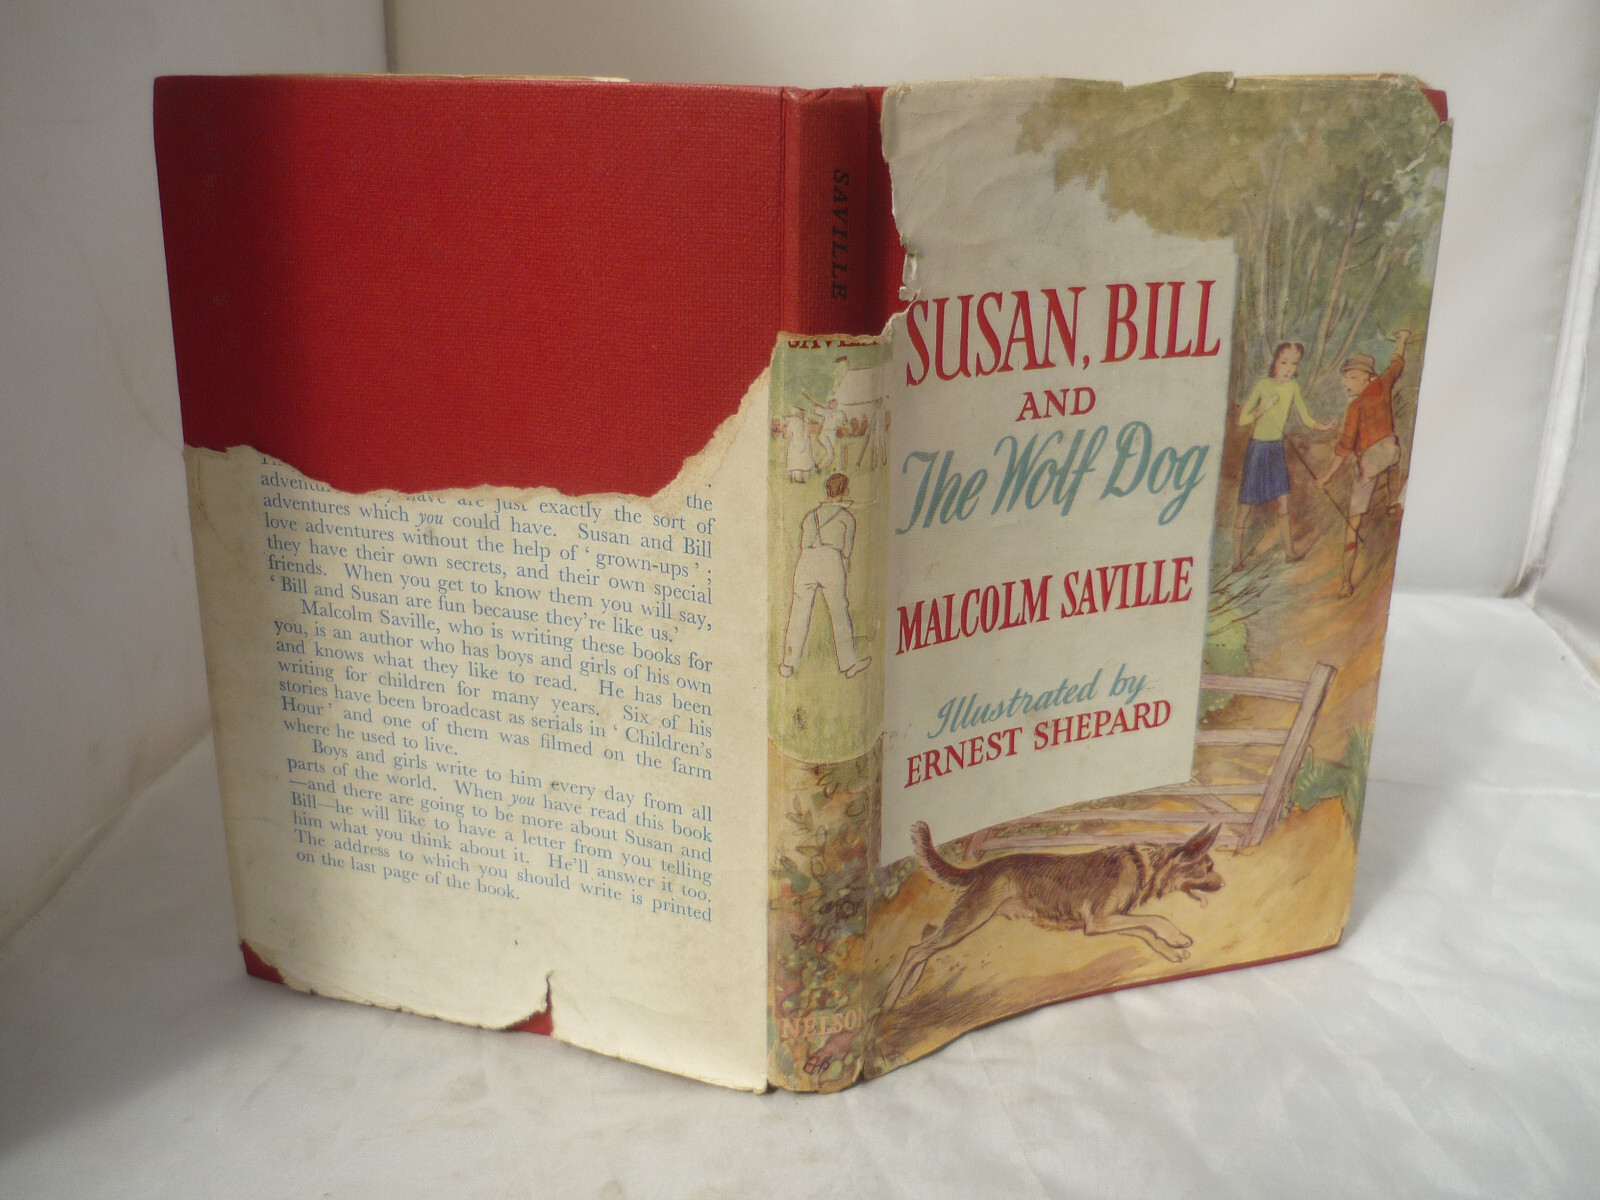 the
adventures which you could have. Susan and Bill
love adventures without the help of ' grown-ups ' ;
they have their own secrets, and their own special
friends. When you get to know them you will say,
' Bill and Susan are fun because they're like us.'
Malcolm Saville, who is writing these books for
you, is an author who has boys and girls of his own
and knows what they like to read. He has been
writing for children for many years. Six of his
stories have been broadcast as serials in ' Children's
Hour ' and one of them was filmed on the farm
where he used to live.
Boys and girls write to him every day from all
parts of the world. When you have read this book
—and there are going to be more about Susan and
Bill—he will like to have a letter from you telling
him what you think about it. He'll answer it too.
The address to which you should write is printed
on the last page of the book.
SAVILLE
NELSON
SUSAN, BILL
AND
The Wolf Dog
MALCOLM SAVILLE
Illustrated by
ERNEST SHEPARD